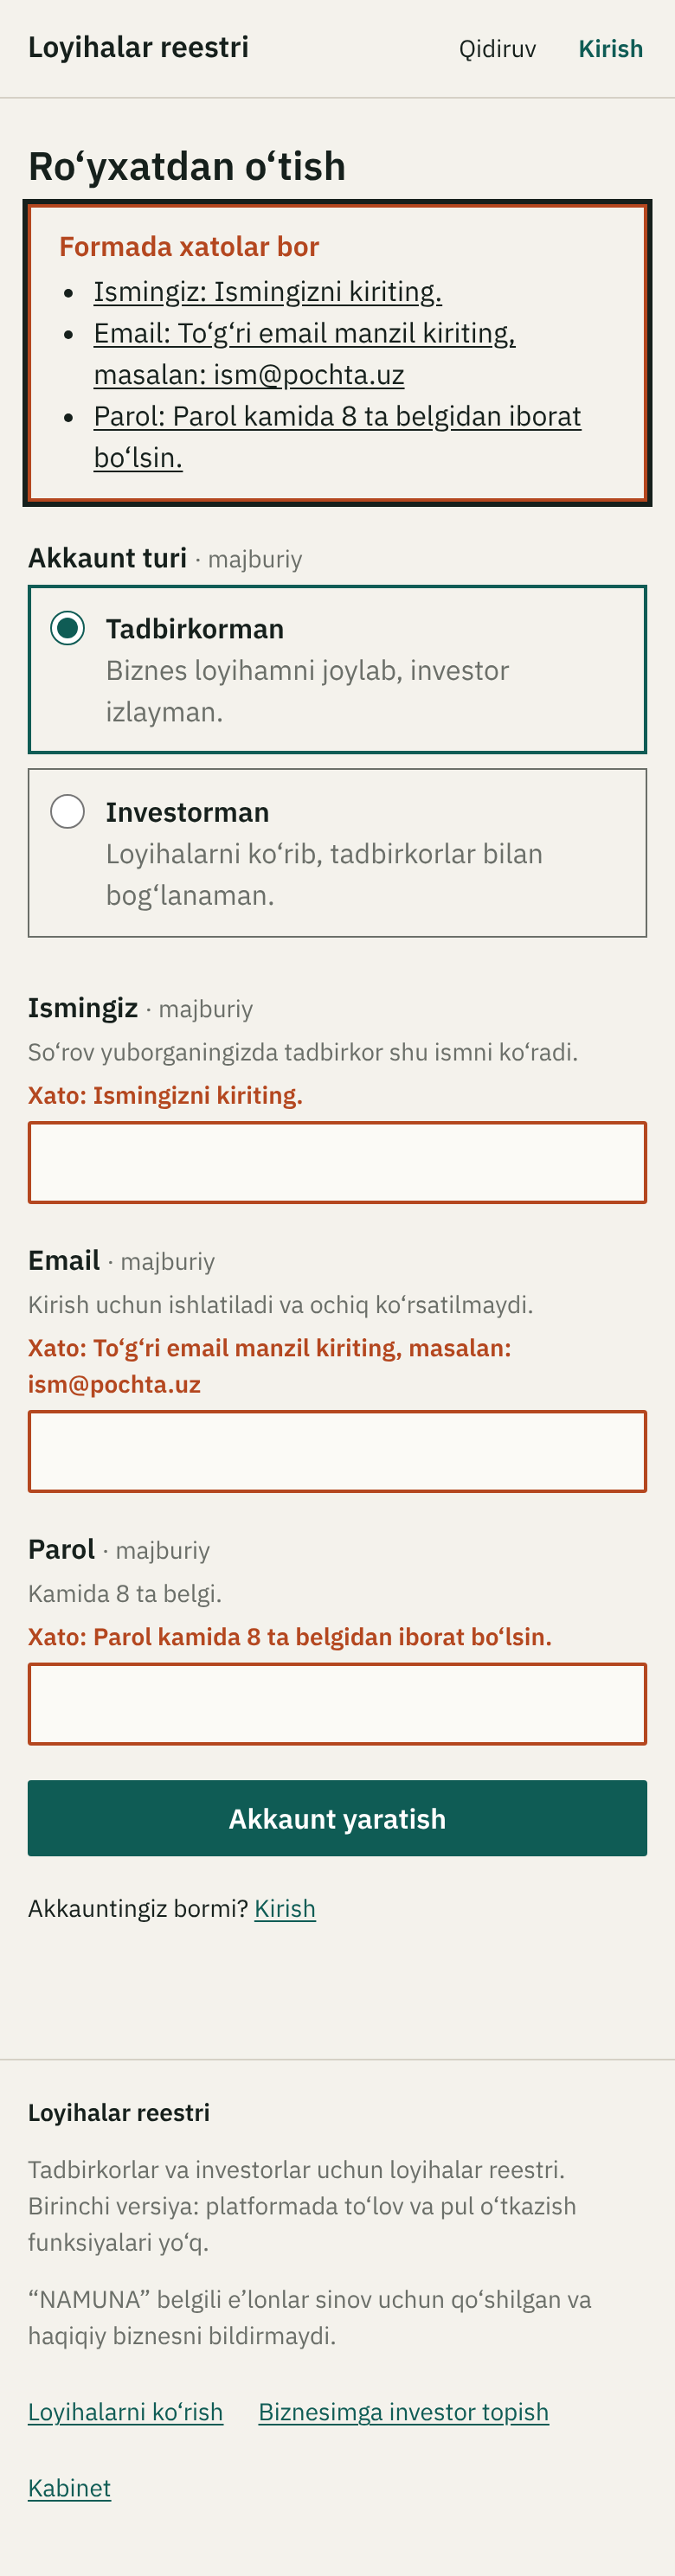 Loyihalar reestri
Qidiruv
Kirish
Ro‘yxatdan o‘tish
Formada xatolar bor
• Ismingiz: Ismingizni kiriting.
• Email: To‘g‘ri email manzil kiriting,
masalan: ism@pochta.uz
• Parol: Parol kamida 8 ta belgidan iborat
bo‘lsin.
Akkaunt turi · majburiy
Tadbirkorman
Biznes loyihamni joylab, investor
izlayman.
Investorman
Loyihalarni ko‘rib, tadbirkorlar bilan
bog‘lanaman.
Ismingiz · majburiy
So‘rov yuborganingizda tadbirkor shu ismni ko‘radi.
Xato: Ismingizni kiriting.
Email · majburiy
Kirish uchun ishlatiladi va ochiq ko‘rsatilmaydi.
Xato: To‘g‘ri email manzil kiriting, masalan:
ism@pochta.uz
Parol · majburiy
Kamida 8 ta belgi.
Xato: Parol kamida 8 ta belgidan iborat bo‘lsin.
Akkaunt yaratish
Akkauntingiz bormi? Kirish
Loyihalar reestri
Tadbirkorlar va investorlar uchun loyihalar reestri.
Birinchi versiya: platformada to‘lov va pul o‘tkazish
funksiyalari yo‘q.
“NAMUNA” belgili e’lonlar sinov uchun qo‘shilgan va
haqiqiy biznesni bildirmaydi.
Loyihalarni ko‘rish
Biznesimga investor topish
Kabinet